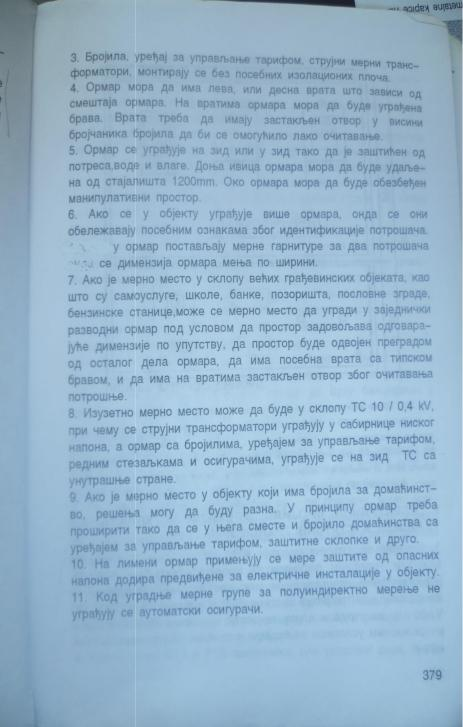 metalne kapice
3. Бројила, уређај за управљање тарифом, струјни мерни транс-
форматори, монтирају се без посебних изолационих плоча.
4. Ормар мора да има лева, или десна врата што зависи од
смештаја ормара. На вратима ормара мора да буде уграђена
брава. Врата треба да имају застакљен отвор у висини
бројчаника бројила да би се омогућило лако очитавање.
5. Ормар се уграђује на зид или у зид тако да је заштићен од
потреса,воде и влаге. Доња ивица ормара мора да буде удаље-
на од стајалишта 1200mm. Око ормара мора да буде обезбеђен
манипулативни простор.
6. Ако се у објекту уграђује више ормара, онда се они
обележавају посебним ознакама због идентификације потрошача.
у ормар постављају мерне гарнитуре за два потрошача
се димензија ормара мења по ширини.
7. Ако је мерно место у склопу већих грађевинских објеката, као
што су самоуслуге, школе, банке, позоришта, пословне зграде,
бензинске станице,може се мерно место да угради у заједнички
разводни ормар под условом да простор задовољава одговара-
јуће димензије по упутству, да простор буде одвојен преградом
од осталог дела ормара, да има посебна врата са типском
бравом, и да има на вратима застакљен отвор због очитавања
потрошње.
8. Изузетно мерно место може да буде у склопу ТС 10 / 0,4 kV,
при чему се струјни трансформатори уграђују у сабирнице ниског
напона, а ормар са бројилима, уређајем за управљање тарифом,
редним стезаљкама и осигурачима, уграђује се на зид ТС са
унутрашње стране.
9. Ако је мерно место у објекту који има бројила за домаћинст-
во, решења могу да буду разна. У принципу ормар треба
проширити тако да се у њега сместе и бројило домаћинства са
уређајем за управљање тарифом, заштитне склопке и друго.
10. На лимени ормар примењују се мере заштите од опасних
напона додира предвиђене за електричне инсталације у објекту.
11. Код уградње мерне групе за полуиндиректно мерење не
уграђују се аутоматски осигурачи.
379